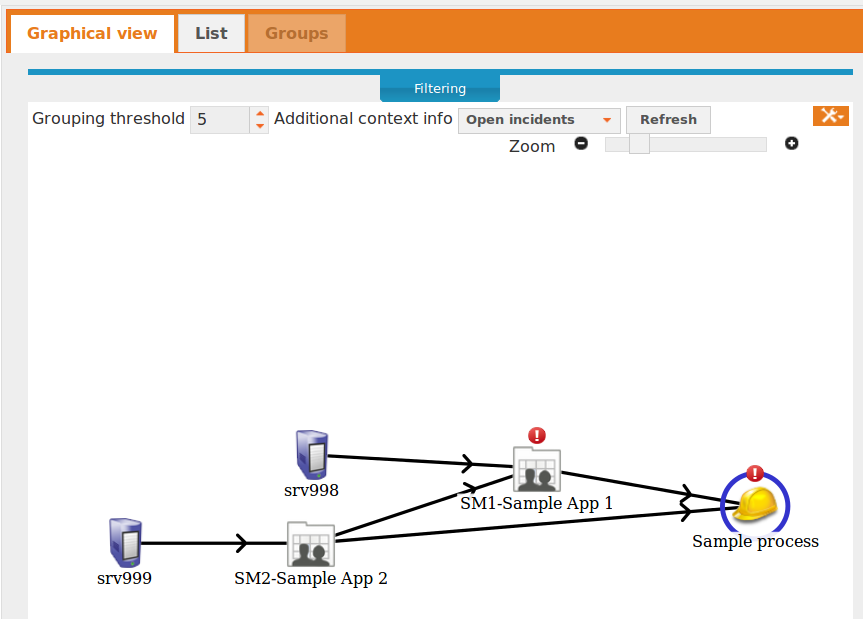 Graphical view List Groups
Filtering
Grouping threshold 5 Additional context info Open incidents Refresh
Zoom
srv998
SM1-Sample App 1
Sample process
srv999
SM2-Sample App 2